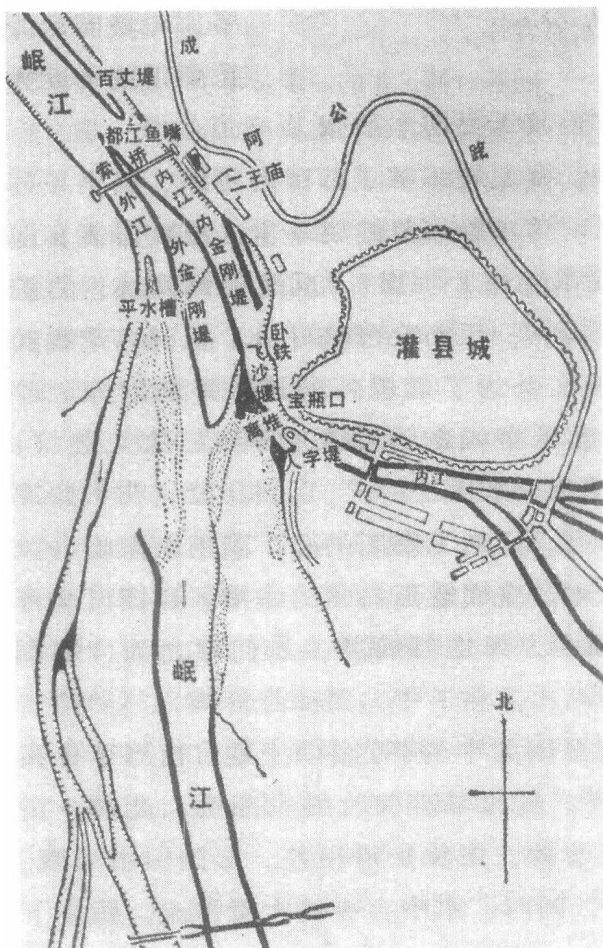 岷江
百丈堤
成阿公路
都江鱼嘴
索桥
二王庙
外江
内江
内金刚堤
外金刚堤
平水槽
卧铁
飞沙堰
宝瓶口
离堆
灌县城
字堤
内江
岷江
北